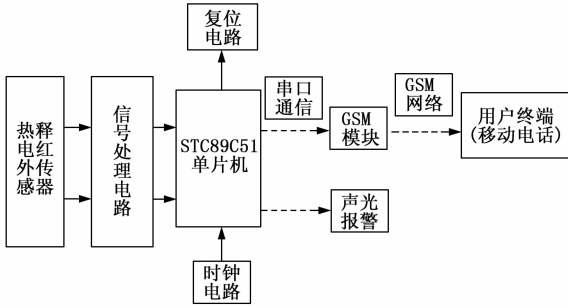 复位
电路
热释
电红
外传
感器
信号处理电路
STC89C51
单片机
串口
通信
GSM
模块
GSM
网络
用户终端
(移动电话)
声光
报警
时钟
电路